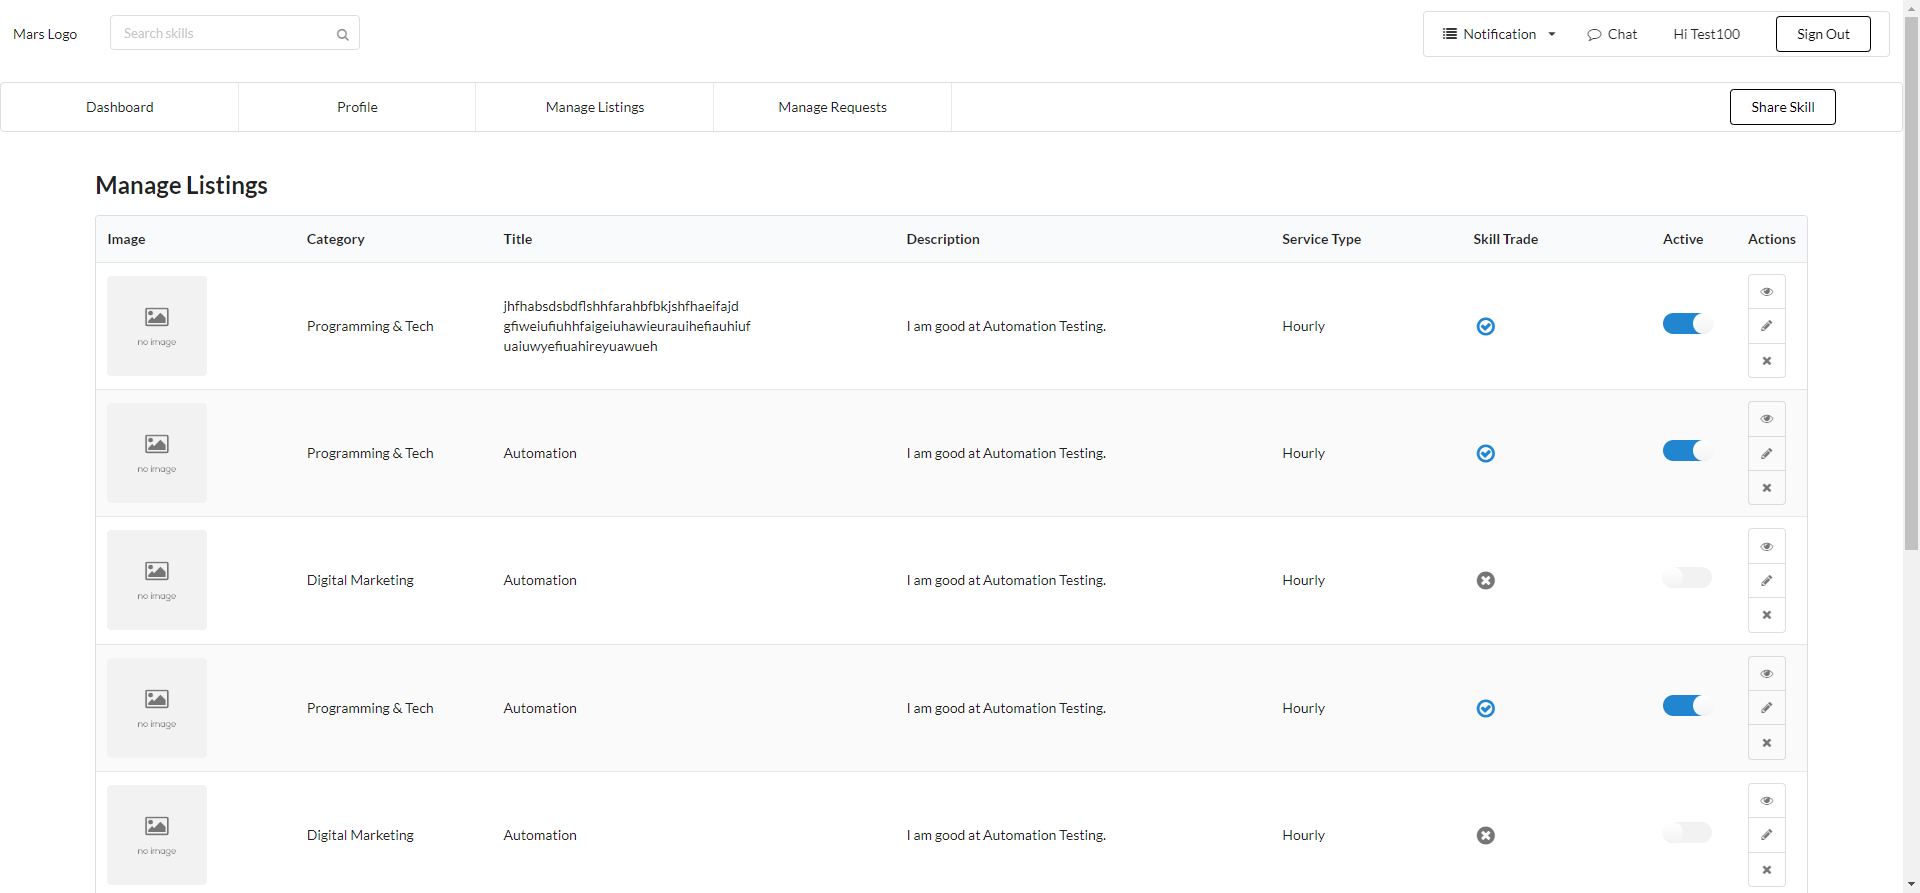 Mars Logo
Search skills
Notification
Chat
Hi Test100
Sign Out
Dashboard
Profile
Manage Listings
Manage Requests
Share Skill
Manage Listings
Image
Category
Title
Description
Service Type
Skill Trade
Active
Actions
no image
Programming & Tech
jhfhabsdsbdflshhfarahbfbkjshfhaeifajd
gfiweiufiuhhfaigeiuhawieurauihefiauhiuf
uaiuwyefiuahireyuawueh
I am good at Automation Testing.
Hourly
no image
Programming & Tech
Automation
I am good at Automation Testing.
Hourly
no image
Digital Marketing
Automation
I am good at Automation Testing.
Hourly
no image
Programming & Tech
Automation
I am good at Automation Testing.
Hourly
no image
Digital Marketing
Automation
I am good at Automation Testing.
Hourly